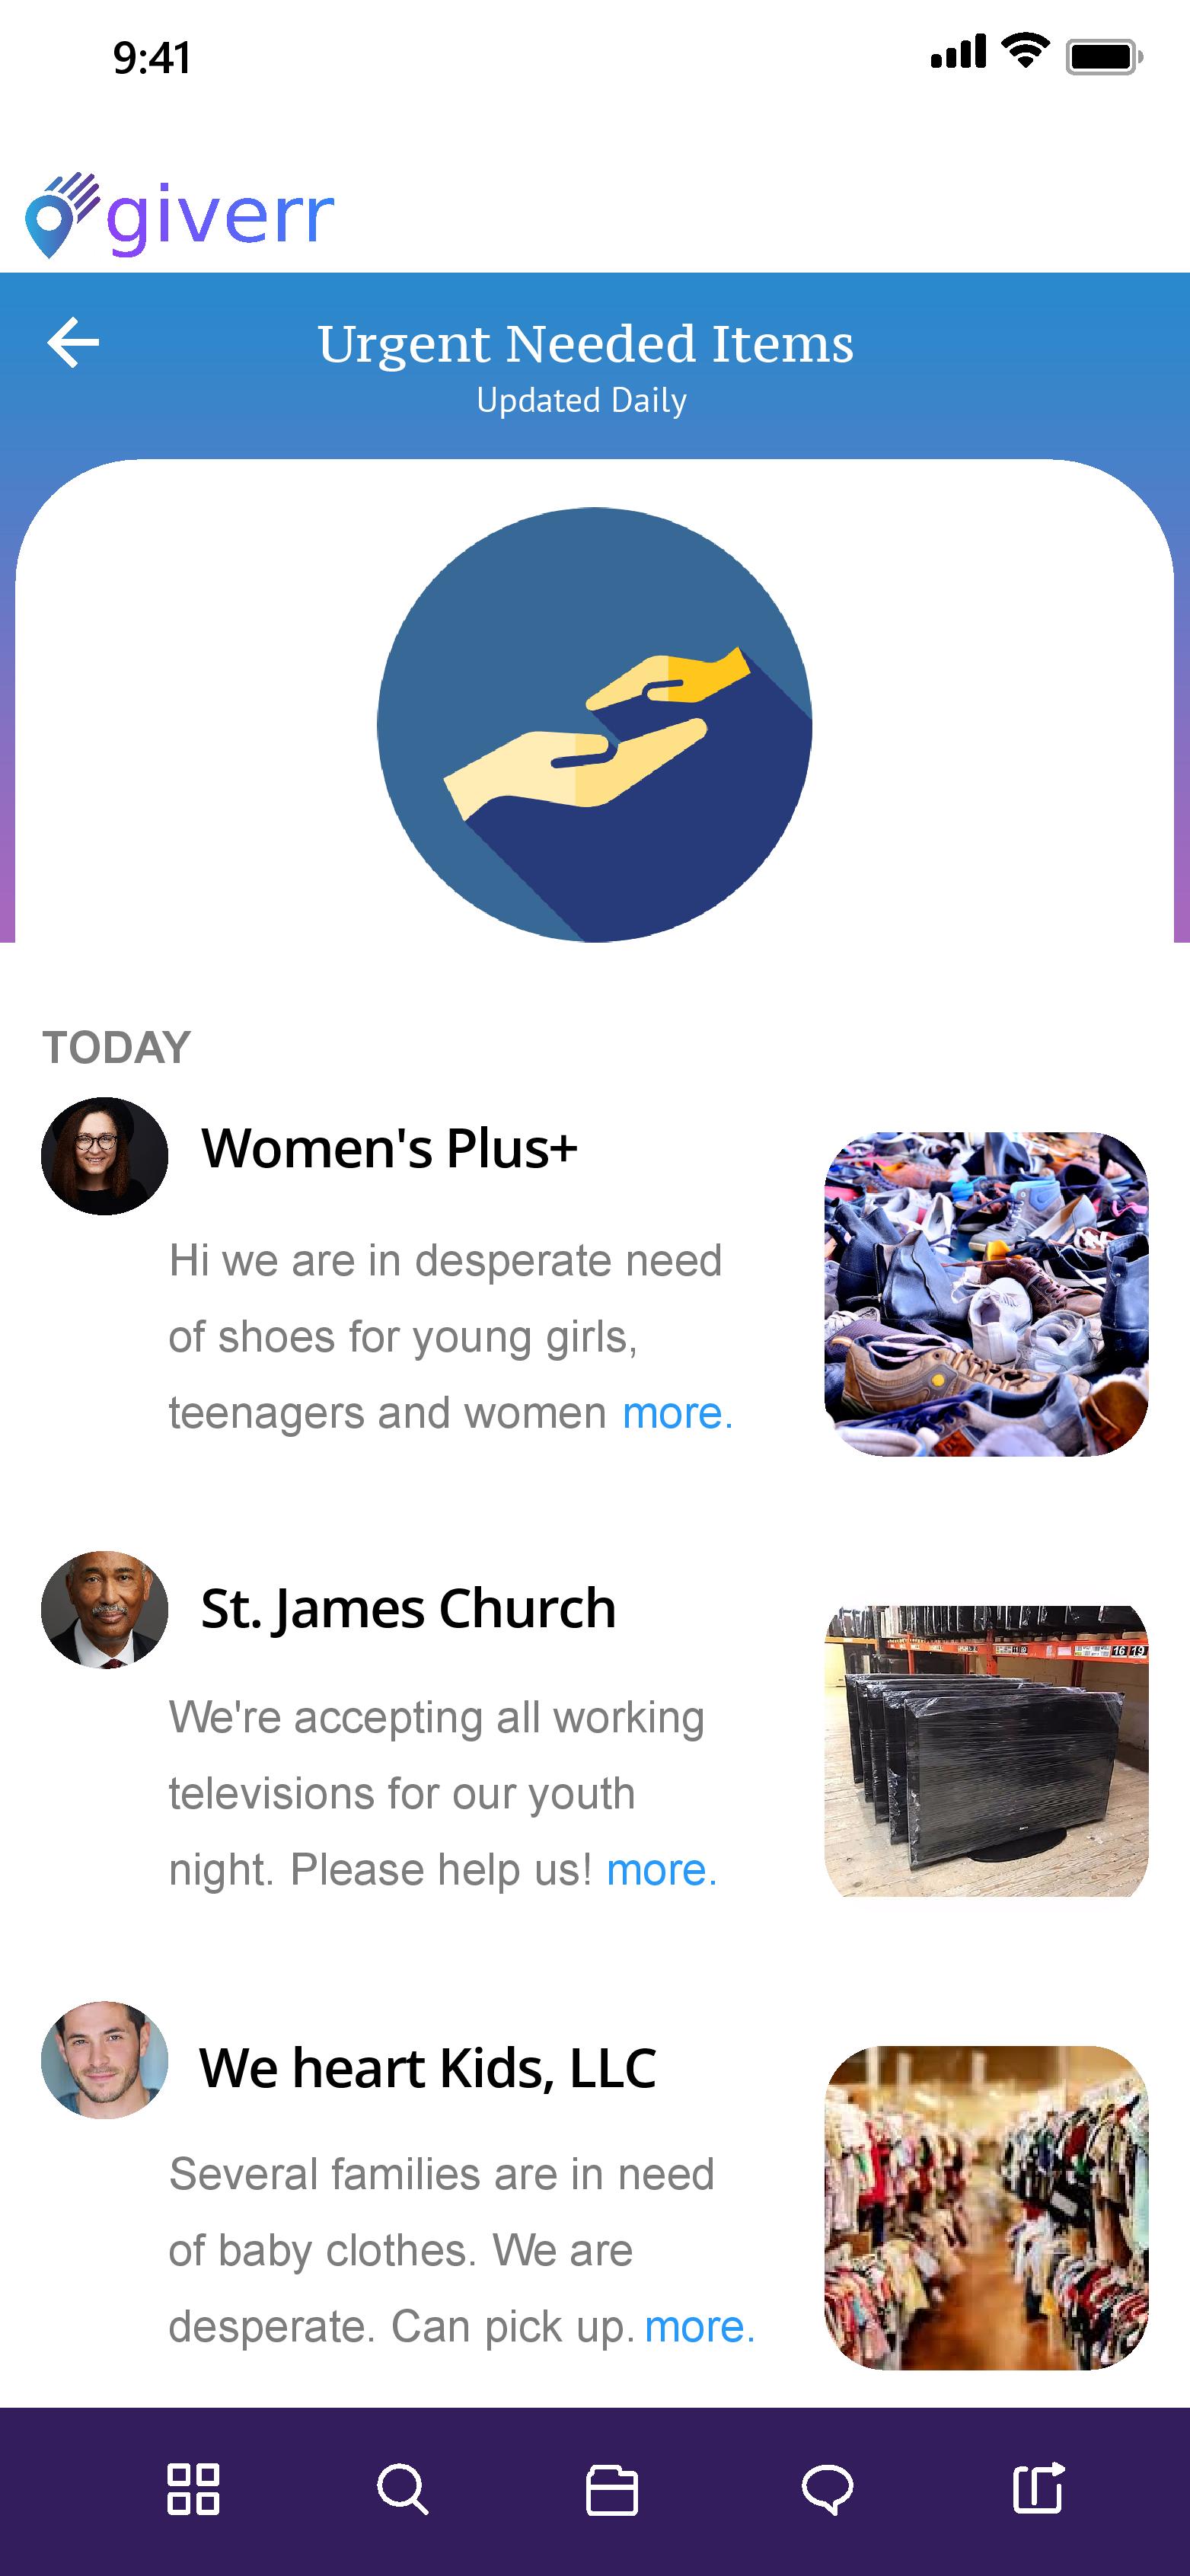 9:41
giverr
Urgent Needed Items
Updated Daily
TODAY
Women's Plus+
Hi we are in desperate need
of shoes for young girls,
teenagers and women more.
St. James Church
We're accepting all working
televisions for our youth
night. Please help us! more.
16 19
We heart Kids, LLC
Several families are in need
of baby clothes. We are
desperate. Can pick up. more.